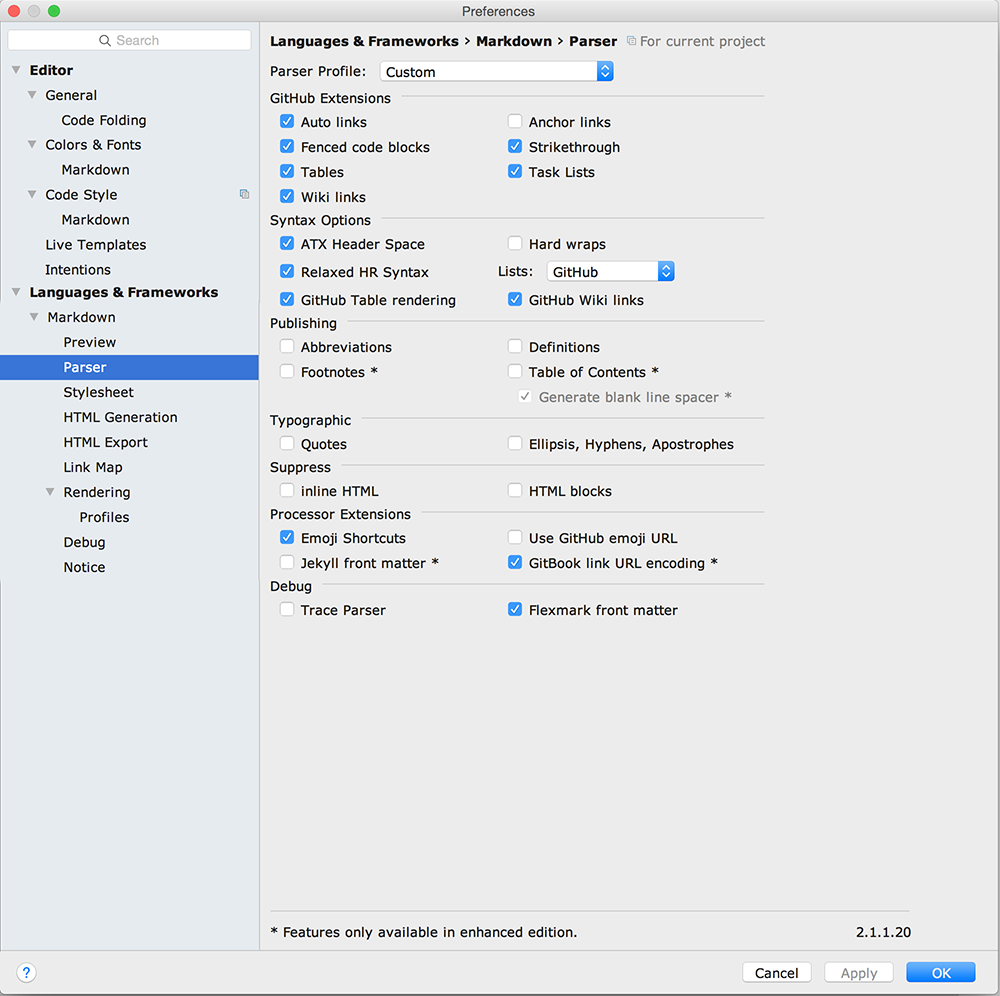 Preferences
Search
Editor
General
Code Folding
Colors & Fonts
Markdown
Code Style
Markdown
Live Templates
Intentions
Languages & Frameworks
Markdown
Preview
Parser
Stylesheet
HTML Generation
HTML Export
Link Map
Rendering
Profiles
Debug
Notice
Languages & Frameworks › Markdown › Parser For current project
Parser Profile: Custom
GitHub Extensions
Auto links Anchor links
Fenced code blocks Strikethrough
Tables Task Lists
Wiki links
Syntax Options
ATX Header Space Hard wraps
Relaxed HR Syntax Lists: GitHub
GitHub Table rendering GitHub Wiki links
Publishing
Abbreviations Definitions
Footnotes * Table of Contents *
Generate blank line spacer *
Typographic
Quotes Ellipsis, Hyphens, Apostrophes
Suppress
inline HTML HTML blocks
Processor Extensions
Emoji Shortcuts Use GitHub emoji URL
Jekyll front matter * GitBook link URL encoding *
Debug
Trace Parser Flexmark front matter
* Features only available in enhanced edition. 2.1.1.20
? Cancel Apply OK